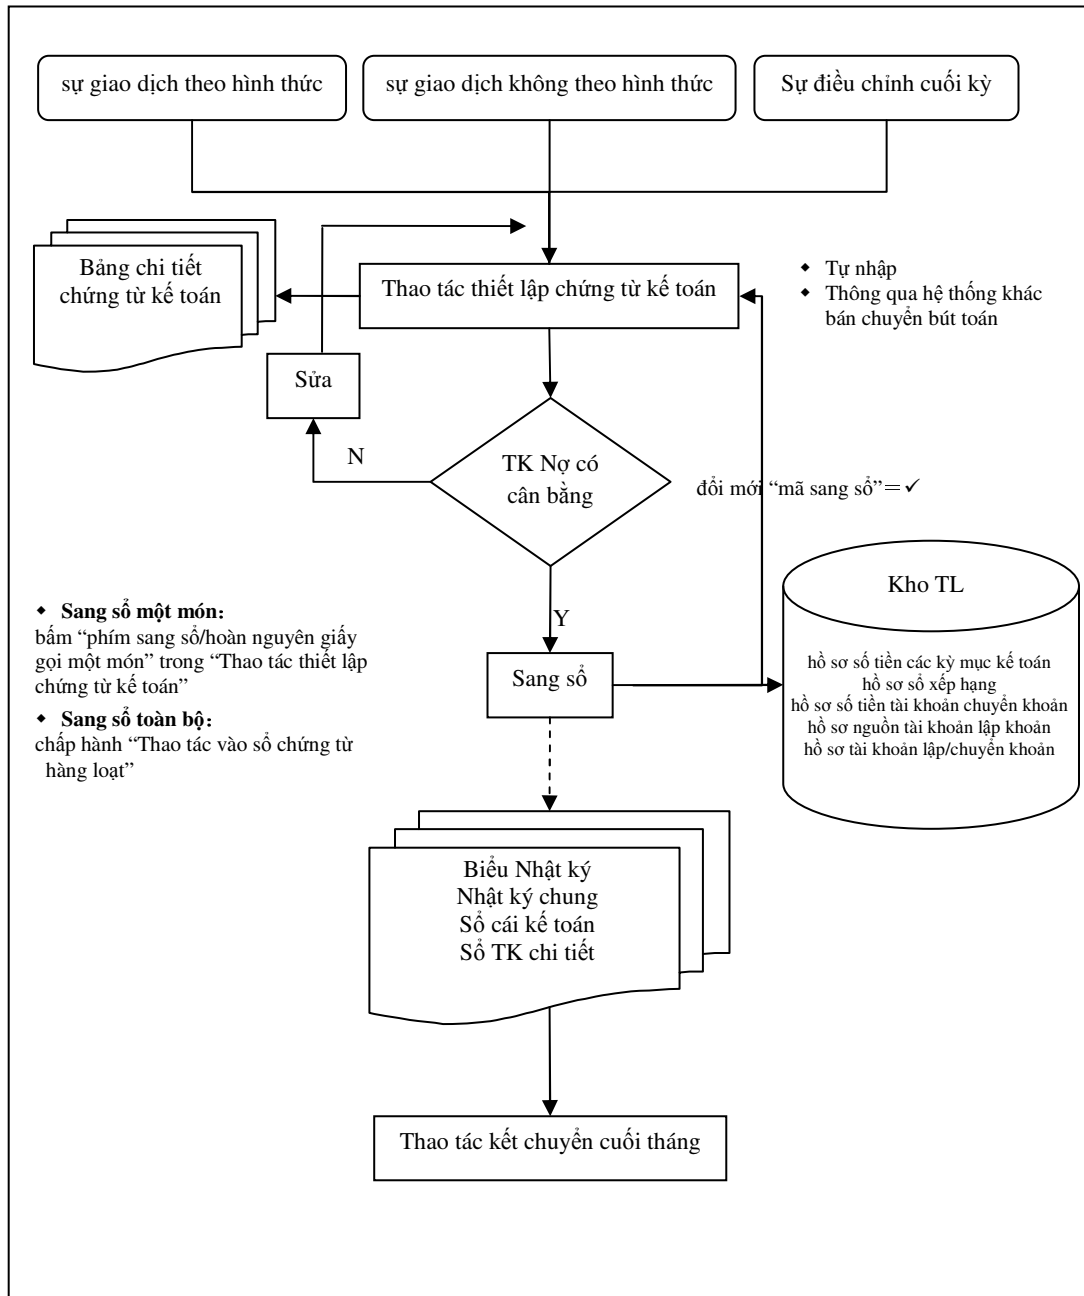 sự giao dịch theo hình thức
sự giao dịch không theo hình thức
Sự điều chỉnh cuối kỳ
Bảng chi tiết
chứng từ kế toán
Thao tác thiết lập chứng từ kế toán
◆ Tự nhập
◆ Thông qua hệ thống khác
bán chuyển bút toán
Sửa
N
TK Nợ có
cân bằng
đổi mới “mã sang sổ”=✓
Y
Sang sổ
Kho TL
hồ sơ số tiền các kỳ mục kế toán
hồ sơ sổ xếp hạng
hồ sơ số tiền tài khoản chuyển khoản
hồ sơ nguồn tài khoản lập khoản
hồ sơ tài khoản lập/chuyển khoản
◆ Sang sổ một món:
bấm “phím sang sổ/hoàn nguyên giấy
gọi một món” trong “Thao tác thiết lập
chứng từ kế toán”
◆ Sang sổ toàn bộ:
chấp hành “Thao tác vào sổ chứng từ
hàng loạt”
Biểu Nhật ký
Nhật ký chung
Sổ cái kế toán
Sổ TK chi tiết
Thao tác kết chuyển cuối tháng